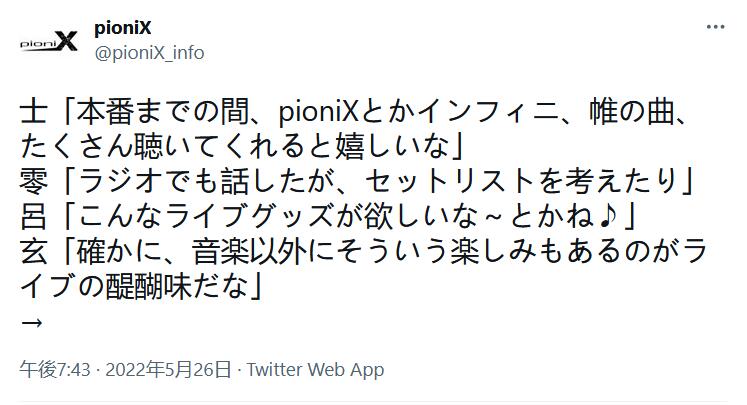 pioniX
pioniX
@pioniX_info
士「本番までの間、pioniXとかインフィニ、帷の曲、
たくさん聴いてくれると嬉しいな」
零「ラジオでも話したが、セットリストを考えたり」
呂「こんなライブグッズが欲しいな～とかね♪」
玄「確かに、音楽以外にそういう楽しみもあるのがラ
イブの醍醐味だな」
→
午後7:43 · 2022年5月26日 · Twitter Web App